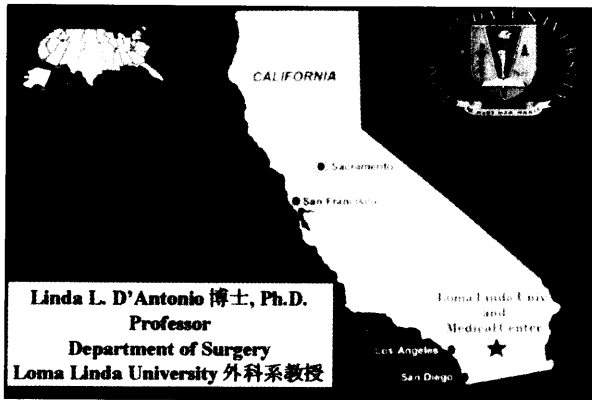 CALIFORNIA
Sacramento
San Francisco
Linda L. D'Antonio 博士, Ph.D.
Professor
Department of Surgery
Loma Linda University 外科系教授
Loma Linda Univ
and
Medical Center
Los Angeles
San Diego